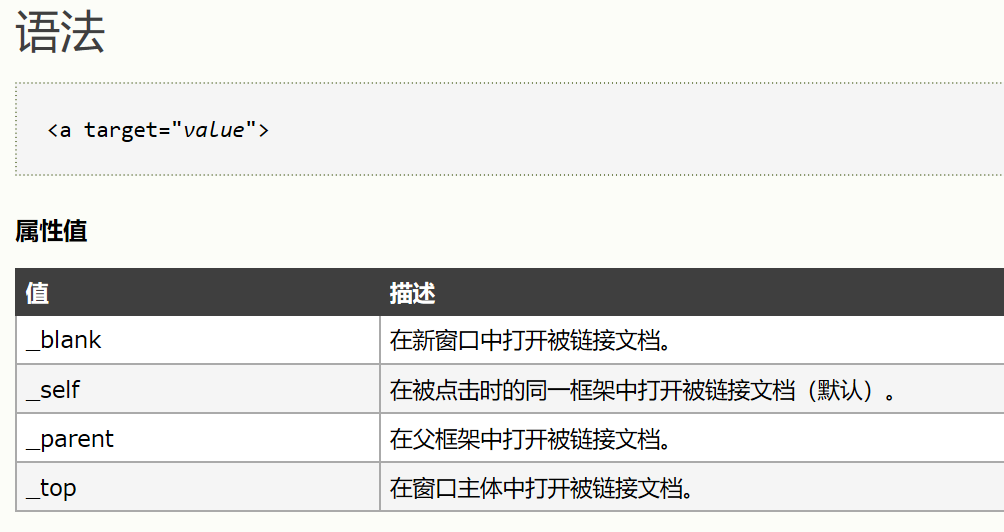 语法
<a target="value">
属性值
值 描述
_blank 在新窗口中打开被链接文档。
_self 在被点击时的同一框架中打开被链接文档（默认）。
_parent 在父框架中打开被链接文档。
_top 在窗口主体中打开被链接文档。